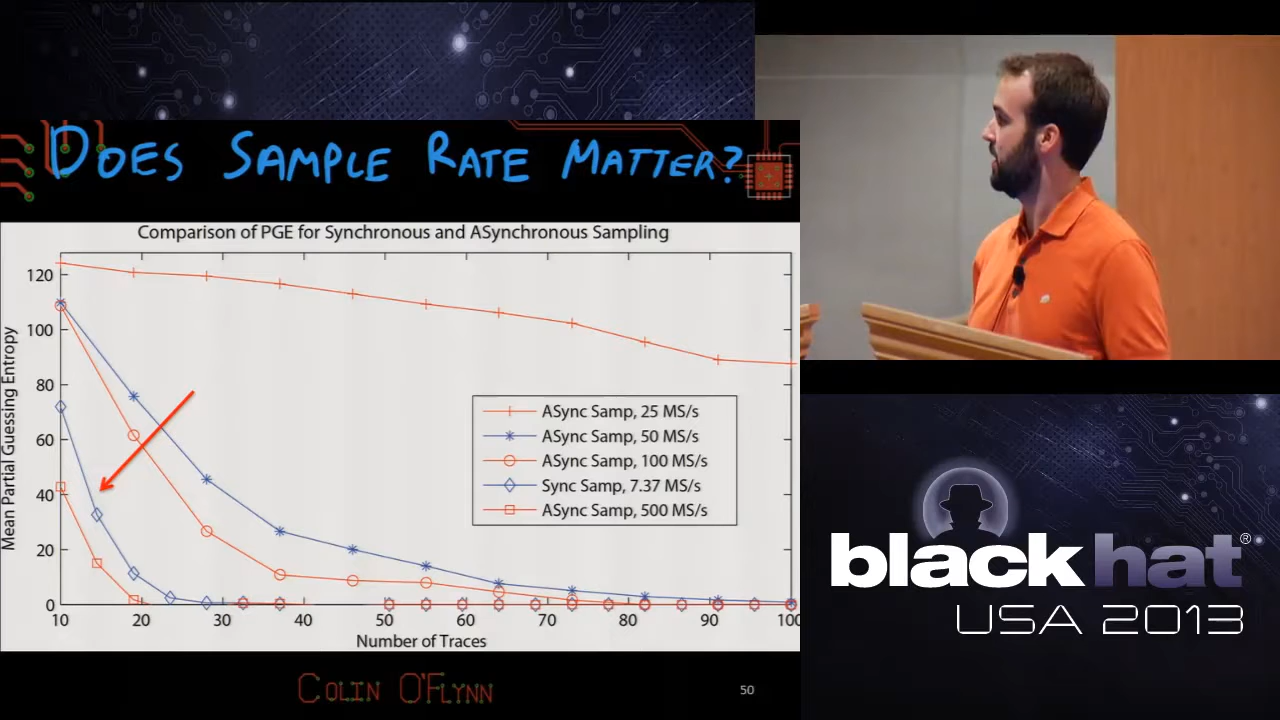 DOES SAMPLE RATE MATTER?
Comparison of PGE for Synchronous and ASynchronous Sampling
Mean Partial Guessing Entropy
120
100
80
60
40
20
0
ASync Samp, 25 MS/s
ASync Samp, 50 MS/s
ASync Samp, 100 MS/s
Sync Samp, 7.37 MS/s
ASync Samp, 500 MS/s
10 20 30 40 50 60 70 80 90 100
Number of Traces
COLIN O'FLYNN
50
black hat®
USA 2013